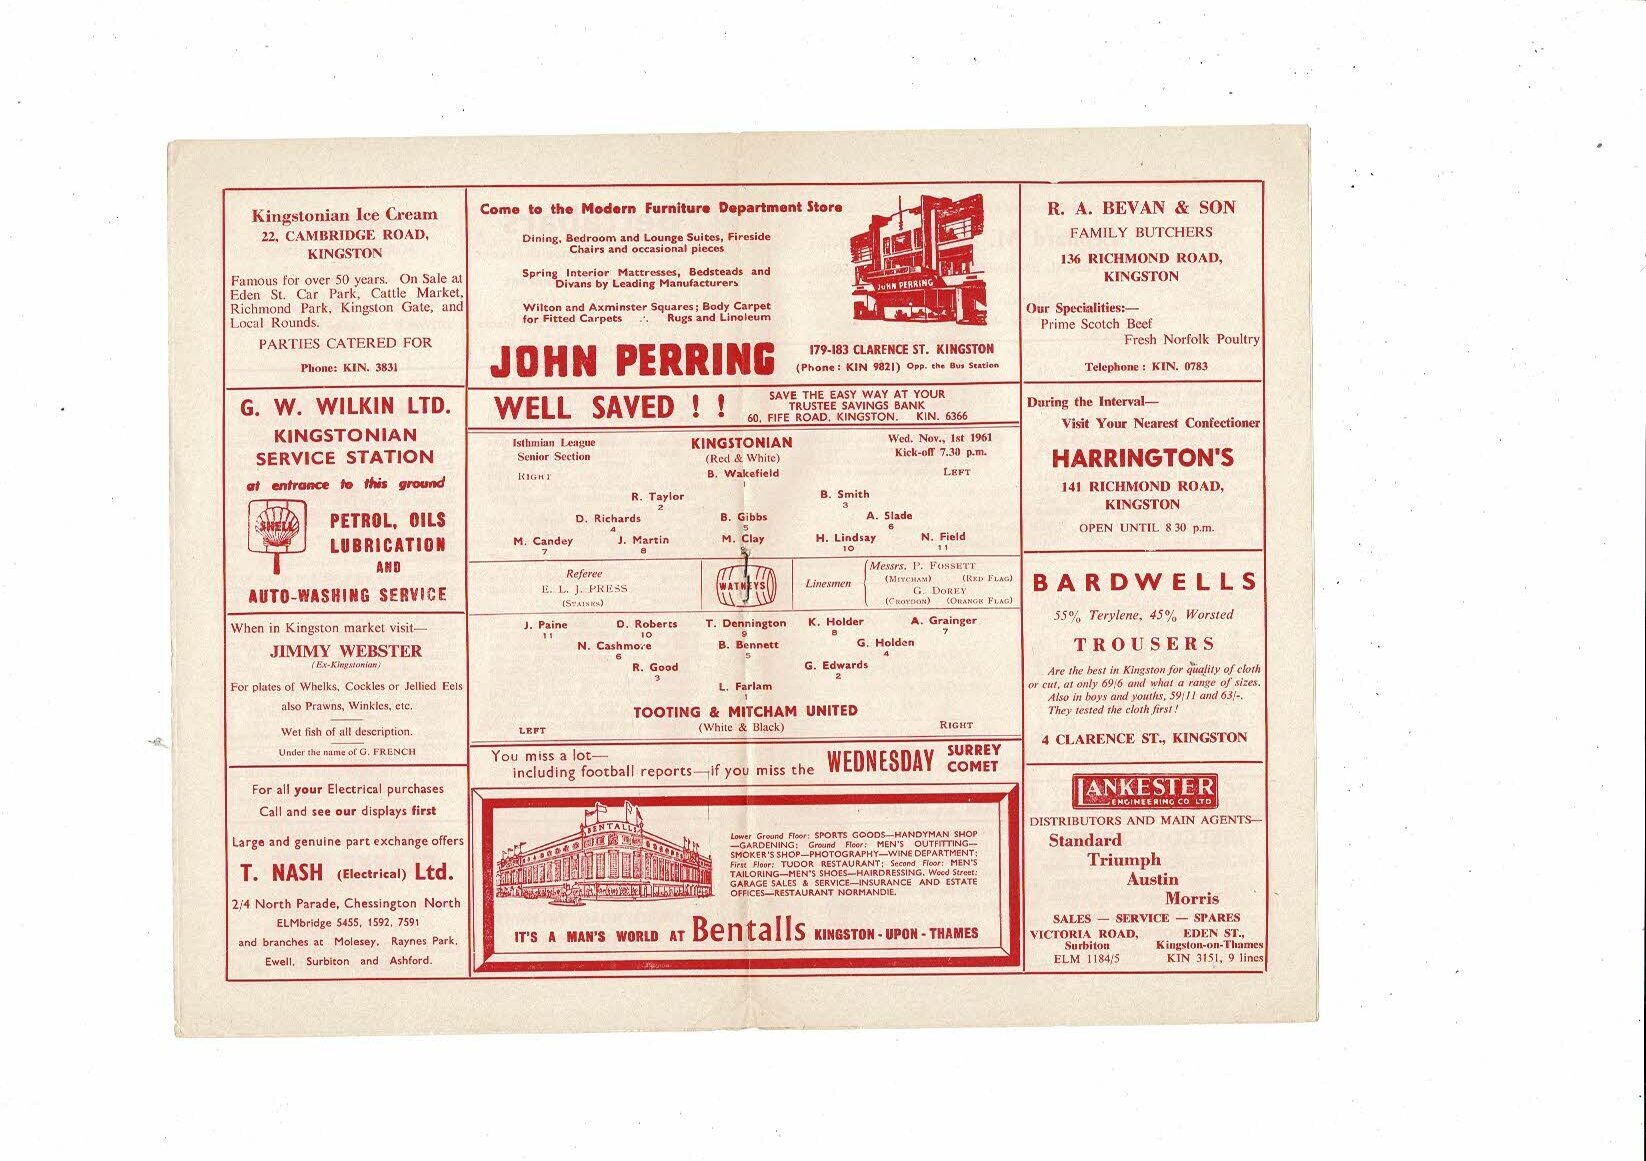 Kingstonian Ice Cream
22, CAMBRIDGE ROAD,
KINGSTON
Famous for over 50 years. On Sale at
Eden St. Car Park, Cattle Market,
Richmond Park, Kingston Gate, and
Local Rounds.
PARTIES CATERED FOR
Phone: KIN. 3831
G. W. WILKIN LTD.
KINGSTONIAN
SERVICE STATION
at entrance to this ground
SHELL
PETROL, OILS
LUBRICATION
AND
AUTO-WASHING SERVICE
When in Kingston market visit—
JIMMY WEBSTER
(Ex-Kingstonian)
For plates of Whelks, Cockles or Jellied Eels
also Prawns, Winkles, etc.
Wet fish of all description.
Under the name of G. FRENCH
For all your Electrical purchases
Call and see our displays first
Large and genuine part exchange offers
T. NASH (Electrical) Ltd.
2/4 North Parade, Chessington North
ELMbridge 5455, 1592, 7591
and branches at Molesey, Raynes Park,
Ewell, Surbiton and Ashford.
Come to the Modern Furniture Department Store
Dining, Bedroom and Lounge Suites, Fireside
Chairs and occasional pieces
Spring Interior Mattresses, Bedsteads and
Divans by Leading Manufacturers
Wilton and Axminster Squares; Body Carpet
for Fitted Carpets ∴ Rugs and Linoleum
JOHN PERRING
JOHN PERRING
179-183 CLARENCE ST. KINGSTON
(Phone: KIN 9821) Opp. the Bus Station
WELL SAVED ! !
SAVE THE EASY WAY AT YOUR
TRUSTEE SAVINGS BANK
60, FIFE ROAD, KINGSTON. KIN. 6366
Isthmian League
Senior Section
KINGSTONIAN
(Red & White)
Wed. Nov., 1st 1961
Kick-off 7.30 p.m.
RIGHT
B. Wakefield
1
LEFT
R. Taylor
2
B. Smith
3
D. Richards
4
B. Gibbs
5
A. Slade
6
M. Candey
7
J. Martin
8
M. Clay
9
H. Lindsay
10
N. Field
11
Referee
E. L. J. PRESS
(STAINES)
WATNEYS
Linesmen
Messrs. P. FOSSETT
(MITCHAM) (RED FLAG)
G. DOREY
(CROYDON) (ORANGE FLAG)
J. Paine
11
D. Roberts
10
T. Dennington
9
K. Holder
8
A. Grainger
7
N. Cashmore
6
B. Bennett
5
G. Holden
4
R. Good
3
G. Edwards
2
L. Farlam
1
TOOTING & MITCHAM UNITED
(White & Black)
LEFT
RIGHT
You miss a lot—
including football reports—if you miss the WEDNESDAY SURREY COMET
BENTALLS
Lower Ground Floor: SPORTS GOODS—HANDYMAN SHOP
—GARDENING; Ground Floor: MEN'S OUTFITTING—
SMOKER'S SHOP—PHOTOGRAPHY—WINE DEPARTMENT;
First Floor: TUDOR RESTAURANT; Second Floor: MEN'S
TAILORING—MEN'S SHOES—HAIRDRESSING. Wood Street:
GARAGE SALES & SERVICE—INSURANCE AND ESTATE
OFFICES—RESTAURANT NORMANDIE.
IT'S A MAN'S WORLD AT Bentalls KINGSTON-UPON-THAMES
R. A. BEVAN & SON
FAMILY BUTCHERS
136 RICHMOND ROAD,
KINGSTON
Our Specialities:—
Prime Scotch Beef
Fresh Norfolk Poultry
Telephone : KIN. 0783
During the Interval—
Visit Your Nearest Confectioner
HARRINGTON'S
141 RICHMOND ROAD,
KINGSTON
OPEN UNTIL 8 30 p.m.
BARDWELLS
55% Terylene, 45% Worsted
TROUSERS
Are the best in Kingston for quality of cloth
or cut, at only 69/6 and what a range of sizes.
Also in boys and youths, 59/11 and 63/-.
They tested the cloth first !
4 CLARENCE ST., KINGSTON
LANKESTER
ENGINEERING CO LTD
DISTRIBUTORS AND MAIN AGENTS—
Standard
Triumph
Austin
Morris
SALES — SERVICE — SPARES
VICTORIA ROAD, EDEN ST.,
Surbiton Kingston-on-Thames
ELM 1184/5 KIN 3151, 9 lines